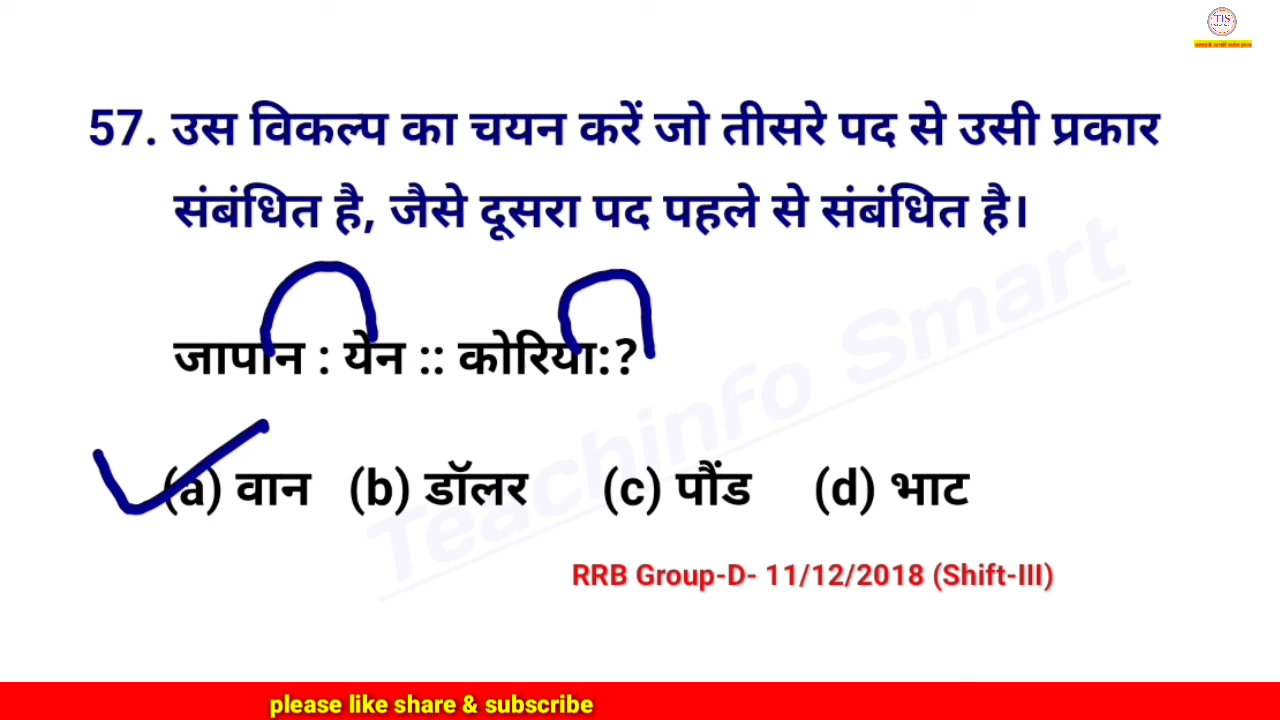 TIS
57. उस विकल्प का चयन करें जो तीसरे पद से उसी प्रकार
संबंधित है, जैसे दूसरा पद पहले से संबंधित है।
जापान : येन :: कोरिया:?
(a) वान (b) डॉलर (c) पौंड (d) भाट
Teachinfo Smart
RRB Group-D- 11/12/2018 (Shift-III)
please like share & subscribe